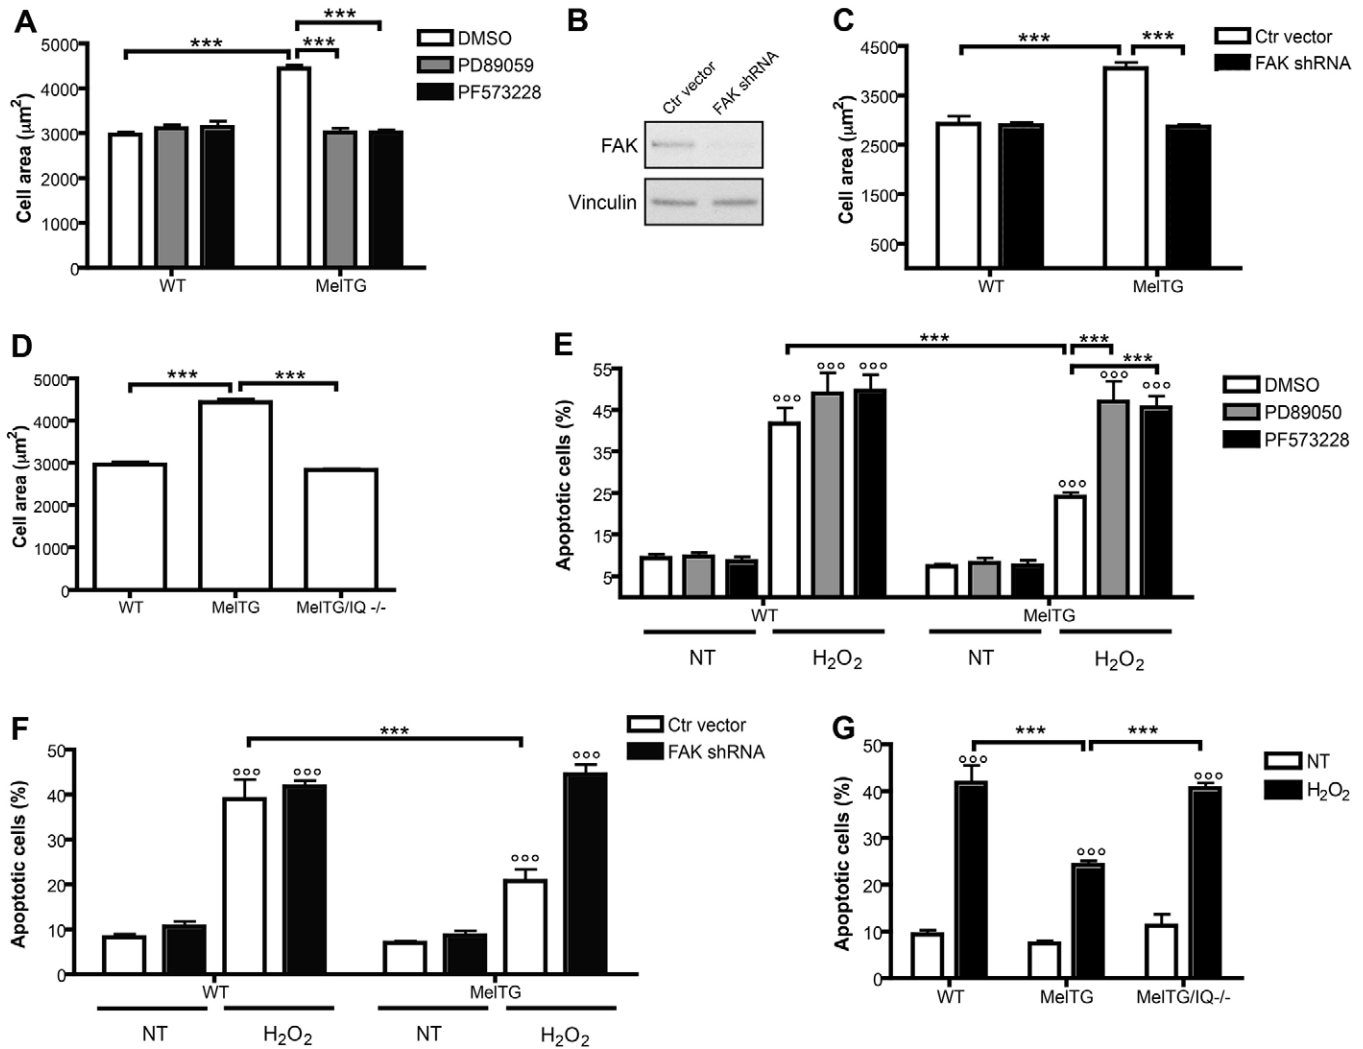 A
Cell area (µm²)
5000
4000
3000
2000
1000
0
***
***
***
DMSO
PD89059
PF573228
WT
MelTG
B
Ctr vector
FAK shRNA
FAK
Vinculin
C
Cell area (µm²)
4500
3500
2500
1500
500
***
***
Ctr vector
FAK shRNA
WT
MelTG
D
Cell area (µm²)
5000
4000
3000
2000
1000
0
***
***
WT
MelTG
MelTG/IQ -/-
E
Apoptotic cells (%)
55
45
35
25
15
5
***
***
***
°°°
°°°
°°°
°°°
°°°
°°°
DMSO
PD89050
PF573228
WT
MelTG
NT
H₂O₂
NT
H₂O₂
F
Apoptotic cells (%)
50
40
30
20
10
0
***
°°°
°°°
°°°
°°°
Ctr vector
FAK shRNA
WT
MelTG
NT
H₂O₂
NT
H₂O₂
G
Apoptotic cells (%)
50
40
30
20
10
0
***
***
°°°
°°°
°°°
NT
H₂O₂
WT
MelTG
MelTG/IQ-/-